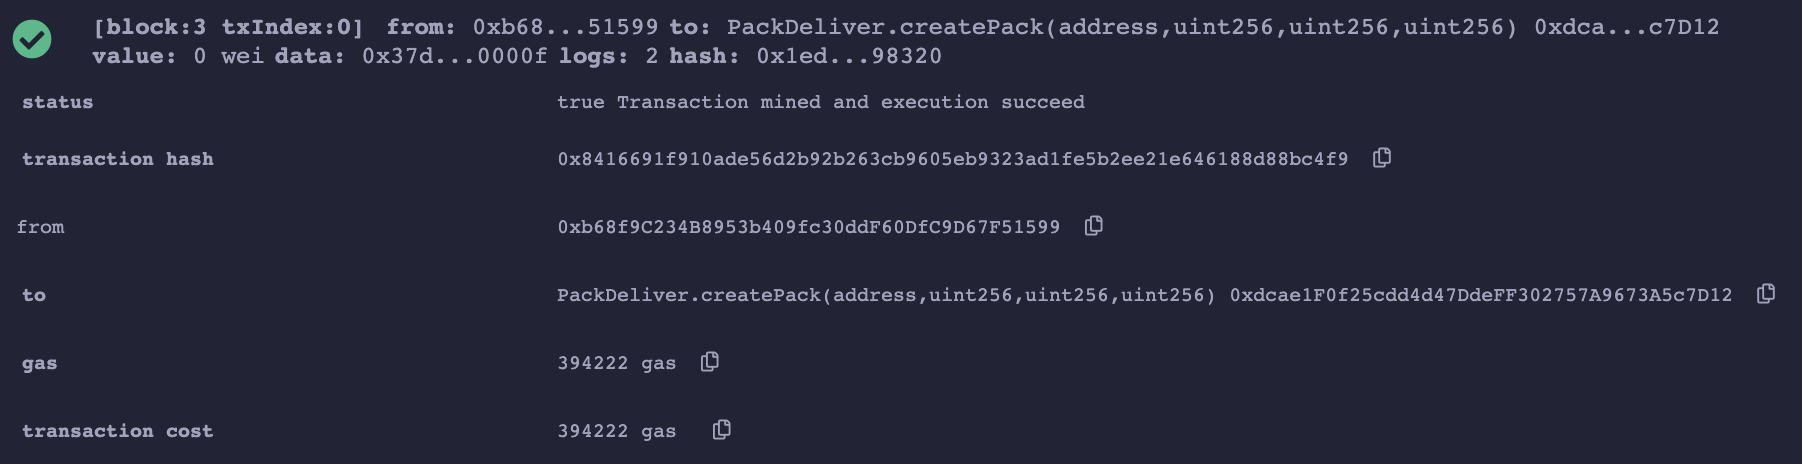 [block:3 txIndex:0] from: 0xb68...51599 to: PackDeliver.createPack(address,uint256,uint256,uint256) 0xdca...c7D12
value: 0 wei data: 0x37d...0000f logs: 2 hash: 0x1ed...98320
status true Transaction mined and execution succeed
transaction hash 0x8416691f910ade56d2b92b263cb9605eb9323ad1fe5b2ee21e646188d88bc4f9
from 0xb68f9C234B8953b409fc30ddF60DfC9D67F51599
to PackDeliver.createPack(address,uint256,uint256,uint256) 0xdcae1F0f25cdd4d47DdeFF302757A9673A5c7D12
gas 394222 gas
transaction cost 394222 gas